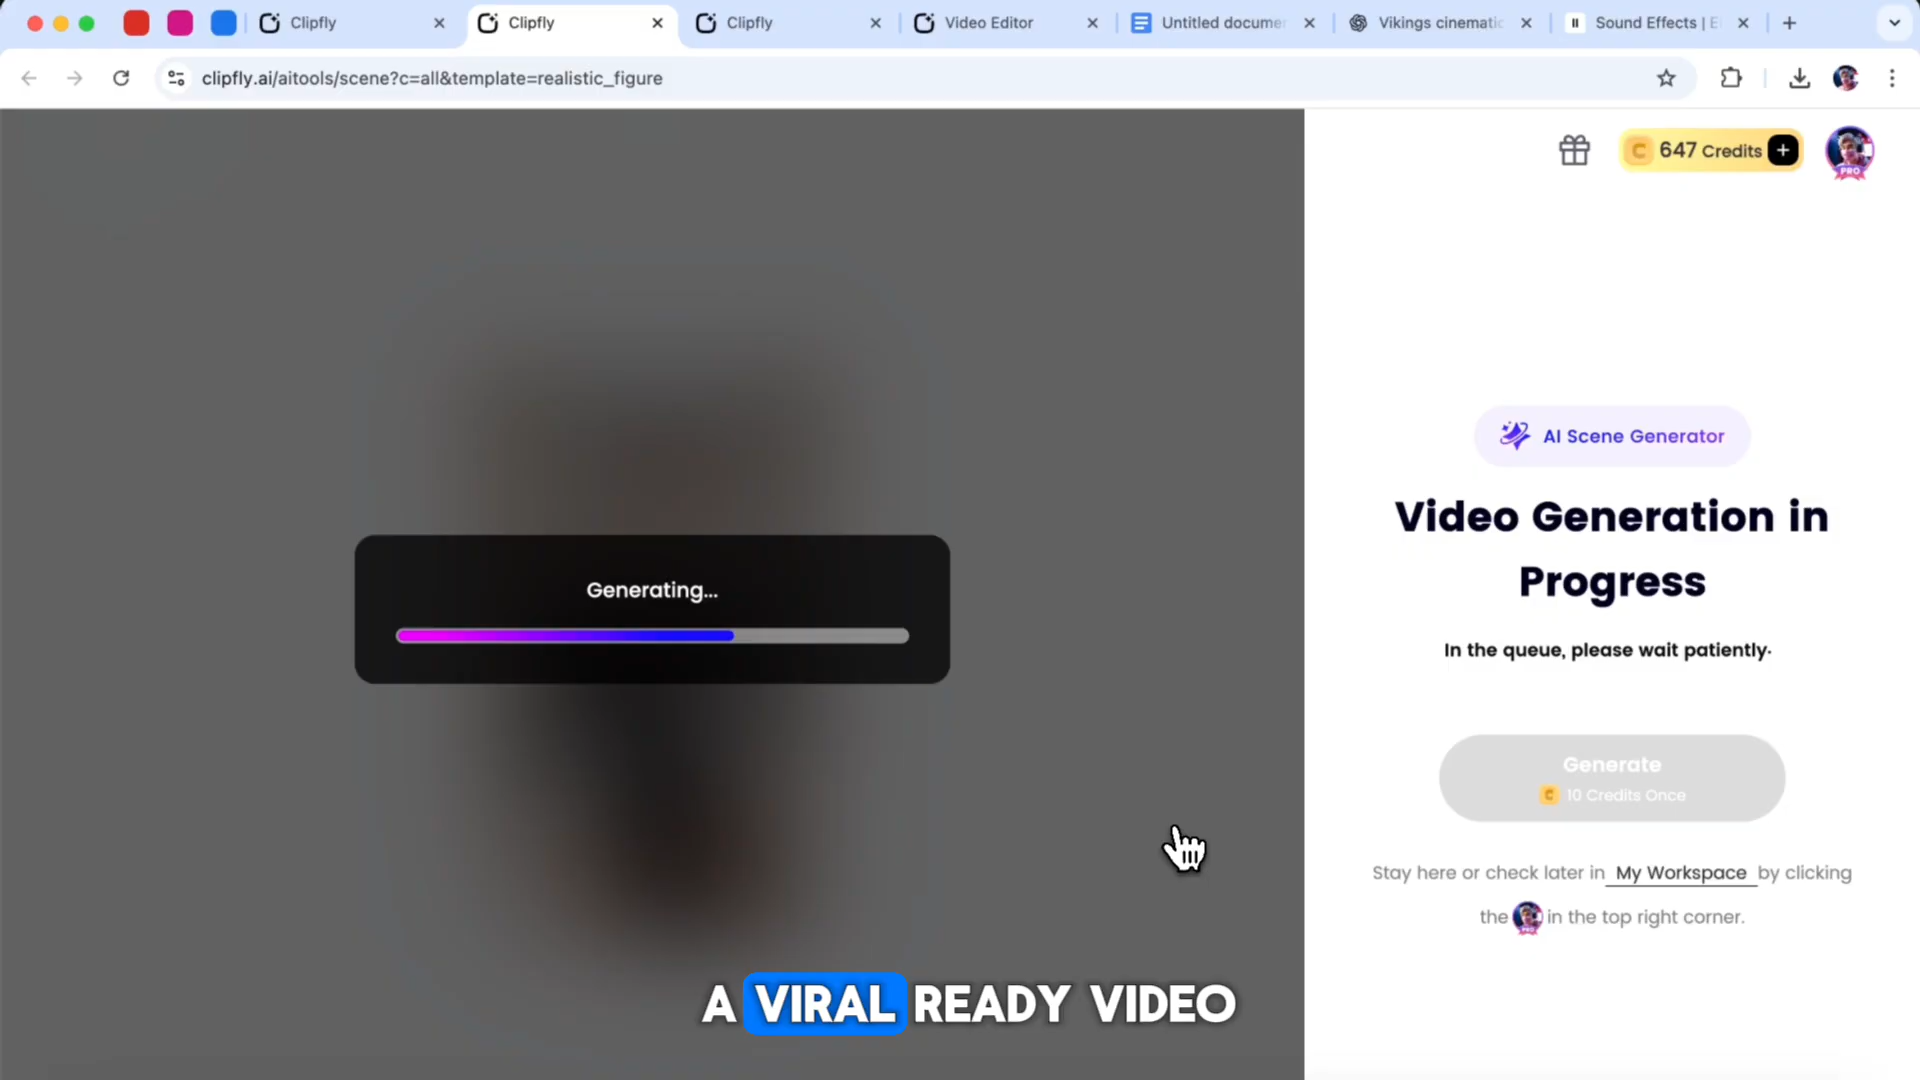 Clipfly
Clipfly
Clipfly
Video Editor
Untitled docume
Vikings cinematic
Sound Effects | E
clipfly.ai/aitools/scene?c=all&template=realistic_figure
C 647 Credits +
PRO
AI Scene Generator
Video Generation in
Progress
In the queue, please wait patiently.
Generating...
Generate
C 10 Credits Once
Stay here or check later in My Workspace by clicking
the in the top right corner.
A VIRAL READY VIDEO